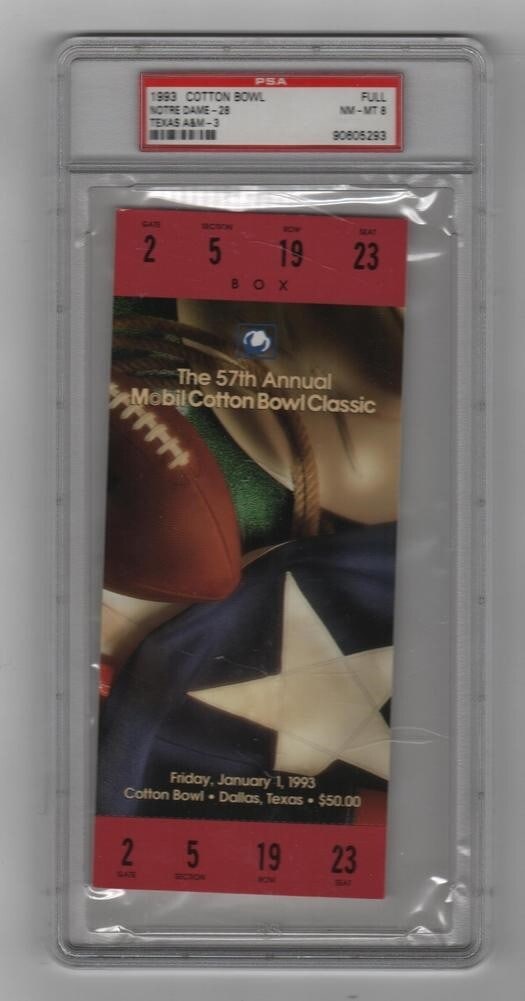 PSA
1993 COTTON BOWL FULL
NOTRE DAME-28 NM-MT 8
TEXAS A&M-3
90605293
GATE SECTION ROW SEAT
2 5 19 23
BOX
The 57th Annual
Mobil Cotton Bowl Classic
Friday, January 1, 1993
Cotton Bowl • Dallas, Texas • $50.00
2 5 19 23
GATE SECTION ROW SEAT